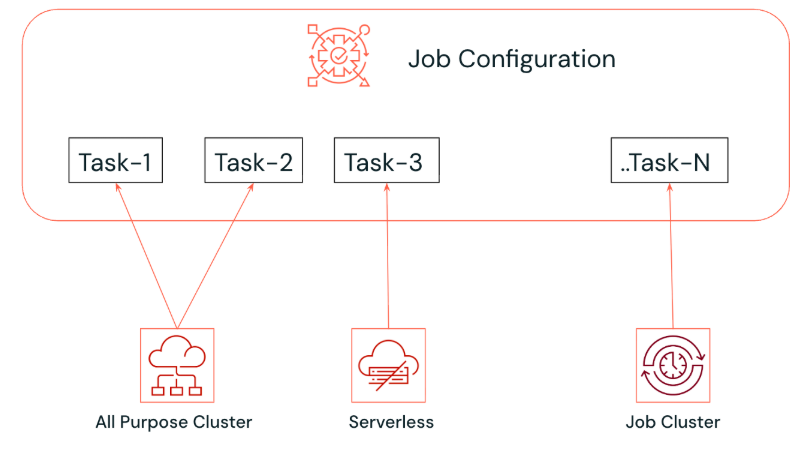 Job Configuration
Task-1
Task-2
Task-3
..Task-N
All Purpose Cluster
Serverless
Job Cluster